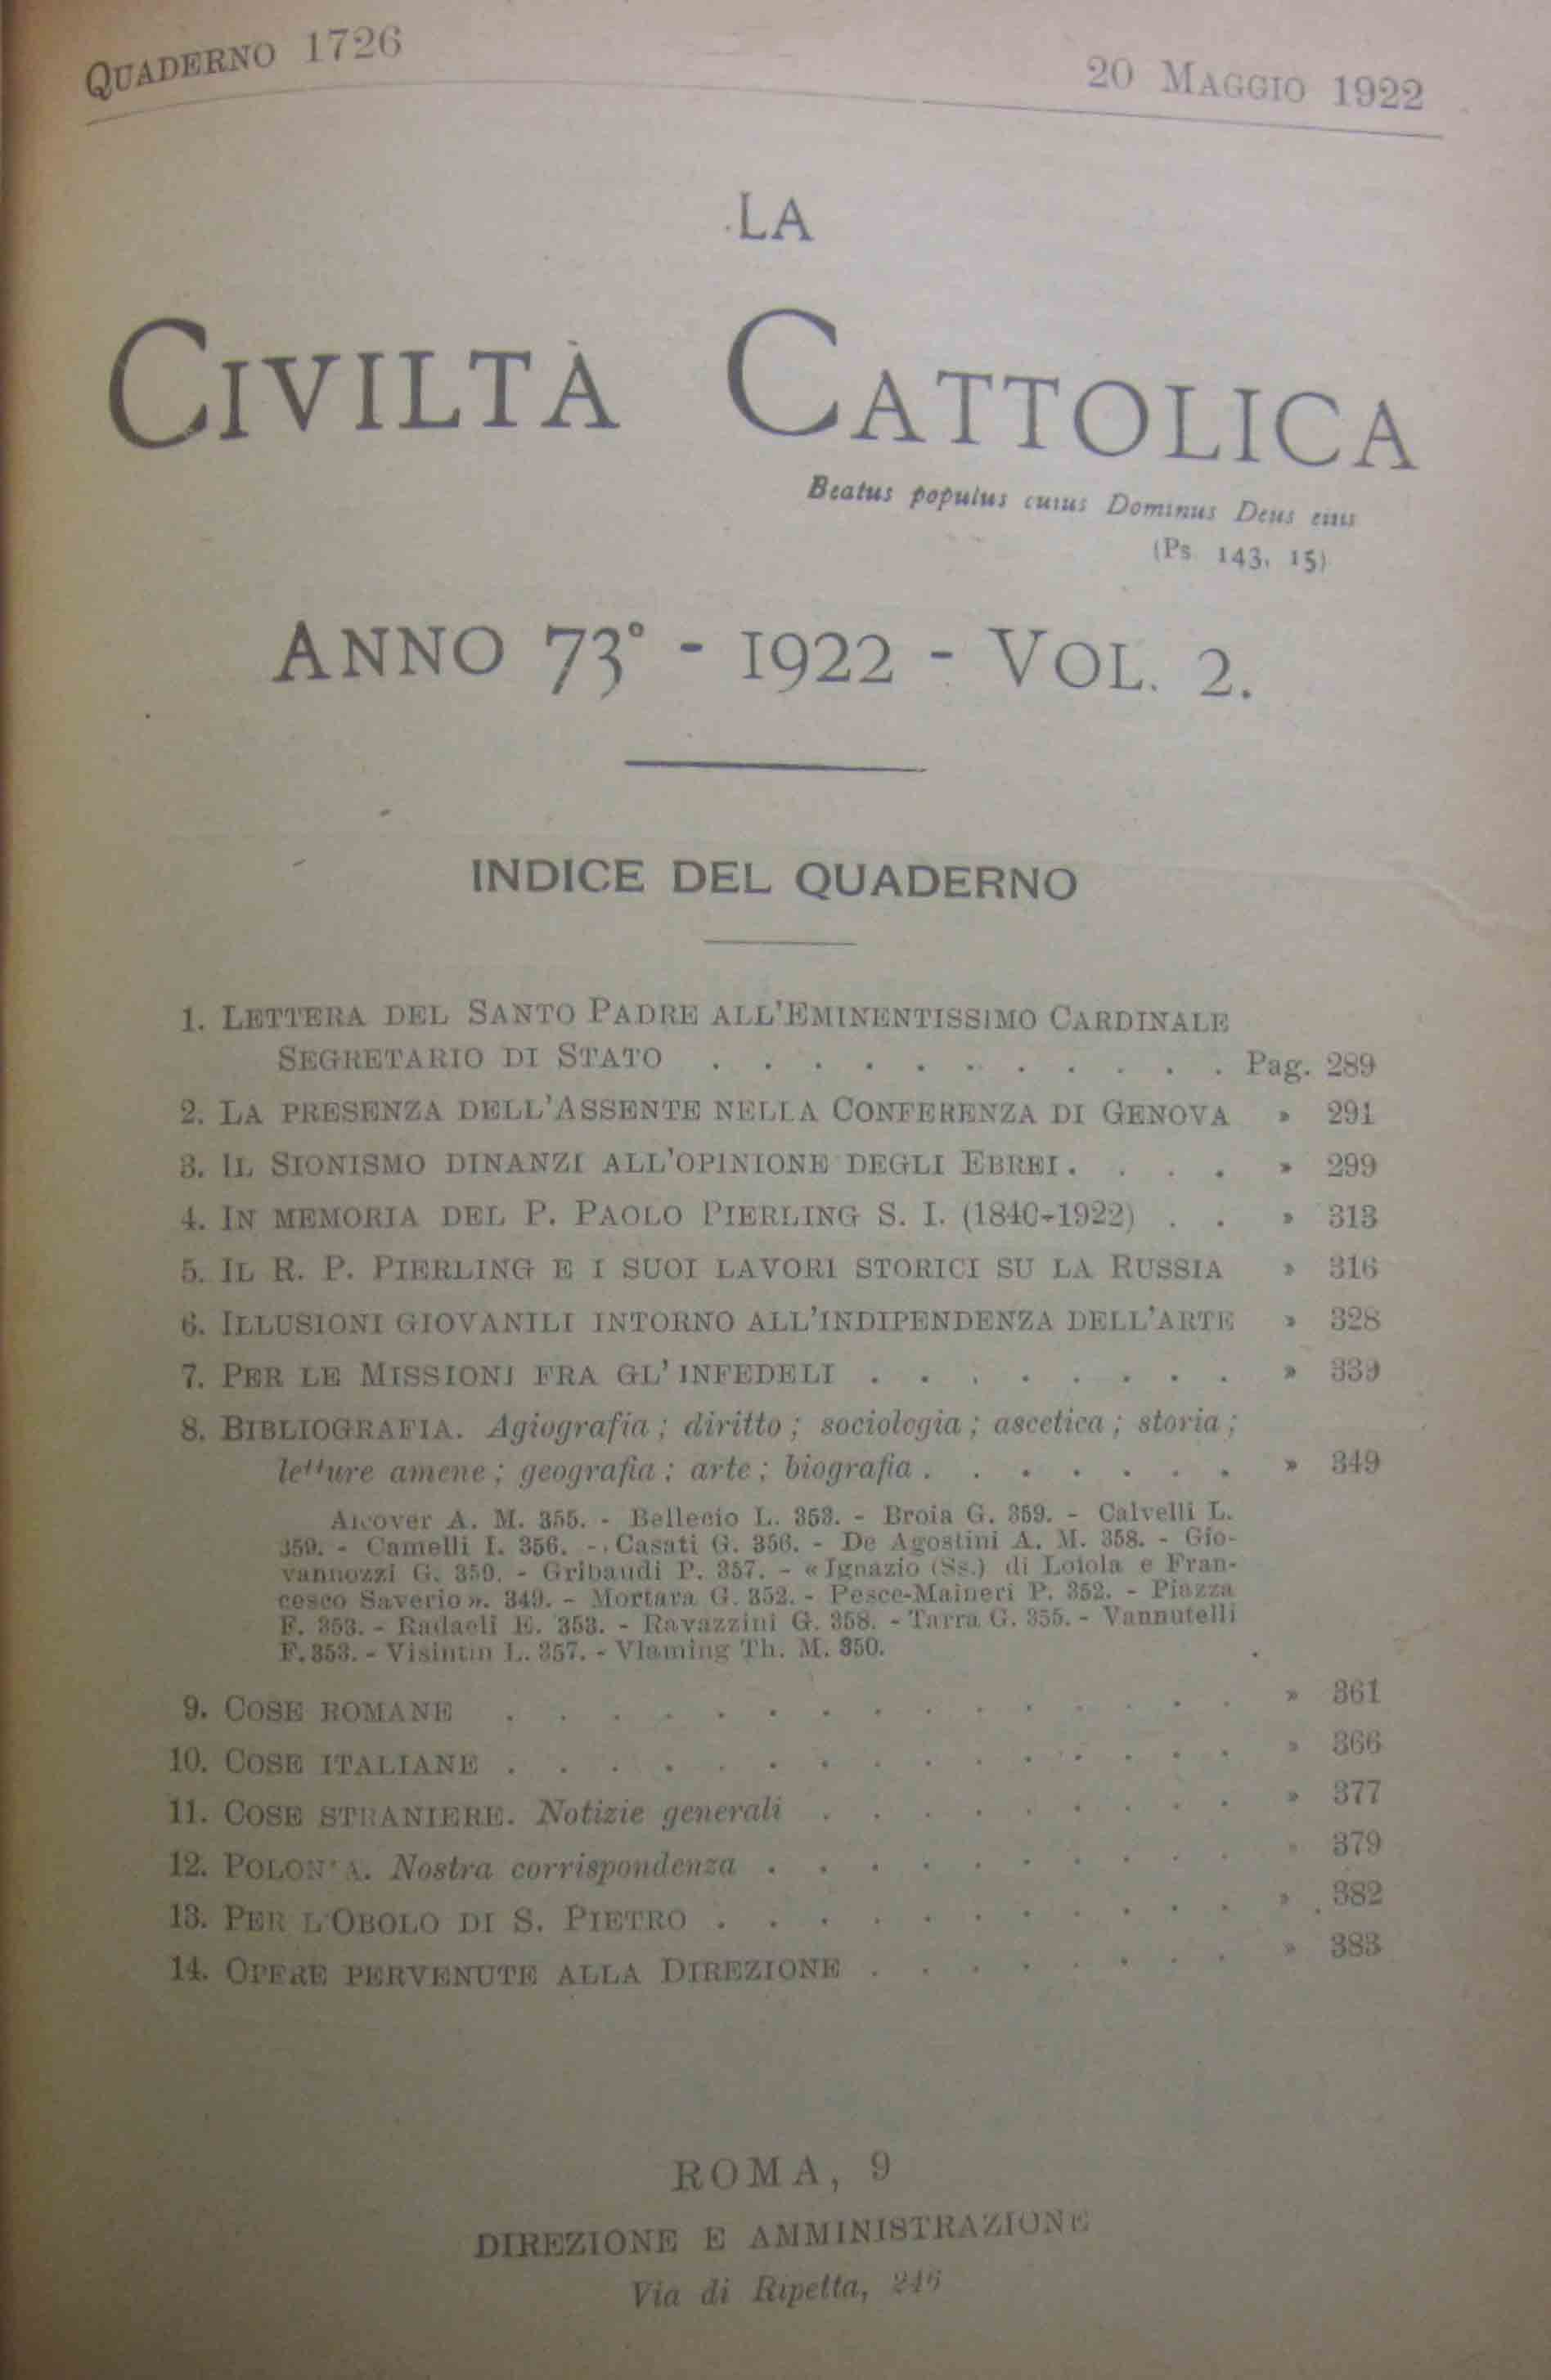 QUADERNO 1726
20 MAGGIO 1922
LA
CIVILTÀ CATTOLICA
Beatus populus cuius Dominus Deus eius
(Ps. 143, 15)
ANNO 73° - 1922 - VOL. 2.
INDICE DEL QUADERNO
1. LETTERA DEL SANTO PADRE ALL'EMINENTISSIMO CARDINALE
SEGRETARIO DI STATO . . . . . . . . . . . Pag. 289
2. LA PRESENZA DELL'ASSENTE NELLA CONFERENZA DI GENOVA » 291
3. IL SIONISMO DINANZI ALL'OPINIONE DEGLI EBREI . . . . » 299
4. IN MEMORIA DEL P. PAOLO PIERLING S. I. (1840-1922) . . » 313
5. IL R. P. PIERLING E I SUOI LAVORI STORICI SU LA RUSSIA » 316
6. ILLUSIONI GIOVANILI INTORNO ALL'INDIPENDENZA DELL'ARTE » 328
7. PER LE MISSIONI FRA GL'INFEDELI . . . . . . . . » 339
8. BIBLIOGRAFIA. Agiografia; diritto; sociologia; ascetica; storia;
letture amene; geografia; arte; biografia . . . . . . . » 349
Alcover A. M. 355. - Bellecio L. 353. - Broia G. 359. - Calvelli L.
359. - Camelli I. 356. - Casati G. 356. - De Agostini A. M. 358. - Gio-
vannozzi G. 359. - Gribaudi P. 357. - « Ignazio (Ss.) di Loiola e Fran-
cesco Saverio ». 349. - Mortara G. 352. - Pesce-Maineri P. 352. - Piazza
F. 353. - Radaeli E. 353. - Ravazzini G. 358. - Tarra G. 355. - Vannutelli
F. 353. - Visintin L. 357. - Vlaming Th. M. 350.
9. COSE ROMANE . . . . . . . . . . . . . . . » 361
10. COSE ITALIANE . . . . . . . . . . . . . . . » 366
11. COSE STRANIERE. Notizie generali . . . . . . . . . » 377
12. POLONIA. Nostra corrispondenza . . . . . . . . . . » 379
13. PER L'OBOLO DI S. PIETRO . . . . . . . . . . . » 382
14. OPERE PERVENUTE ALLA DIREZIONE . . . . . . . . » 383
ROMA, 9
DIREZIONE E AMMINISTRAZIONE
Via di Ripetta, 246